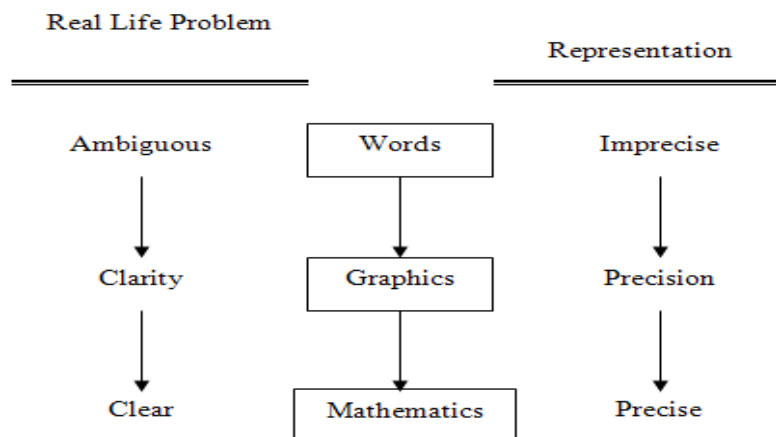 Real Life Problem
Representation
Ambiguous
Words
Imprecise
Clarity
Graphics
Precision
Clear
Mathematics
Precise